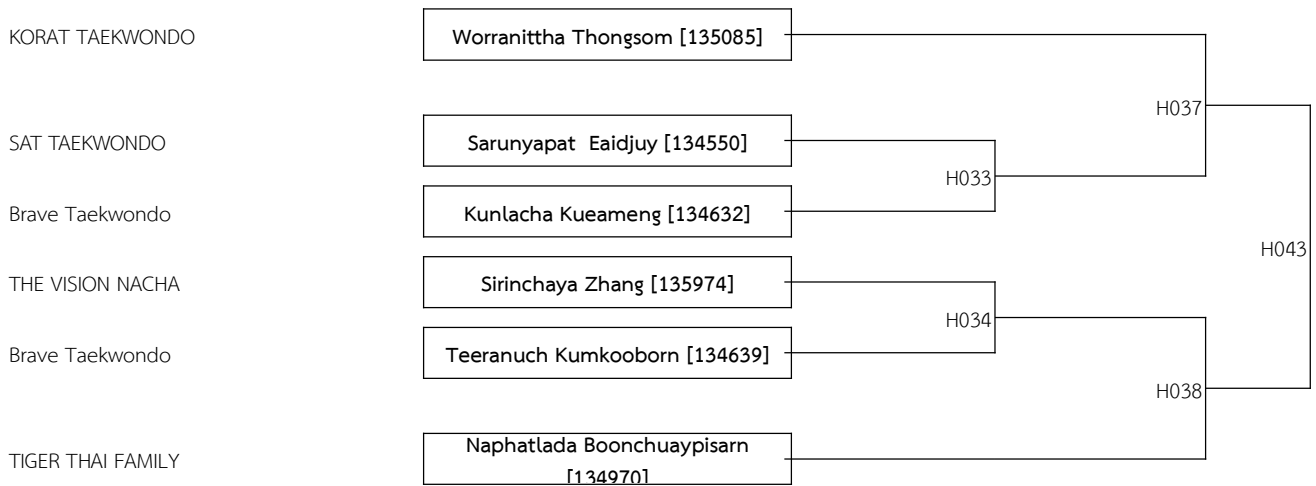 KORAT TAEKWONDO
Worranittha Thongsom [135085]
H037
SAT TAEKWONDO
Sarunyapat  Eaidjuy [134550]
H033
Brave Taekwondo
Kunlacha Kueameng [134632]
H043
THE VISION NACHA
Sirinchaya Zhang [135974]
H034
Brave Taekwondo
Teeranuch Kumkooborn [134639]
H038
TIGER THAI FAMILY
Naphatlada Boonchuaypisarn
[134970]